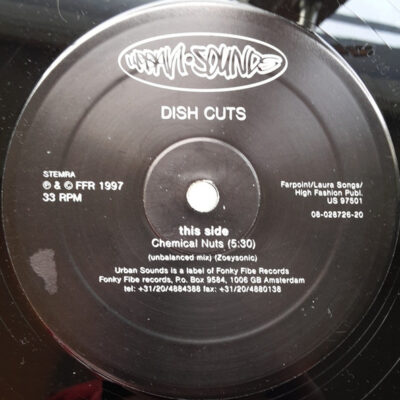 URBAN•SOUNDS
DISH CUTS
STEMRA
℗ & © FFR 1997
33 RPM
Farpoint/Laura Songs/
High Fashion Publ.
US 97501
08-028726-20
this side
Chemical Nuts (5:30)
(unbalanced mix) (Zoeysonic)
Urban Sounds is a label of Fonky Fibe Records
Fonky Fibe records, P.o. Box 9584, 1006 GB Amsterdam
tel: +31/20/4884388 fax: +31/20/4880138